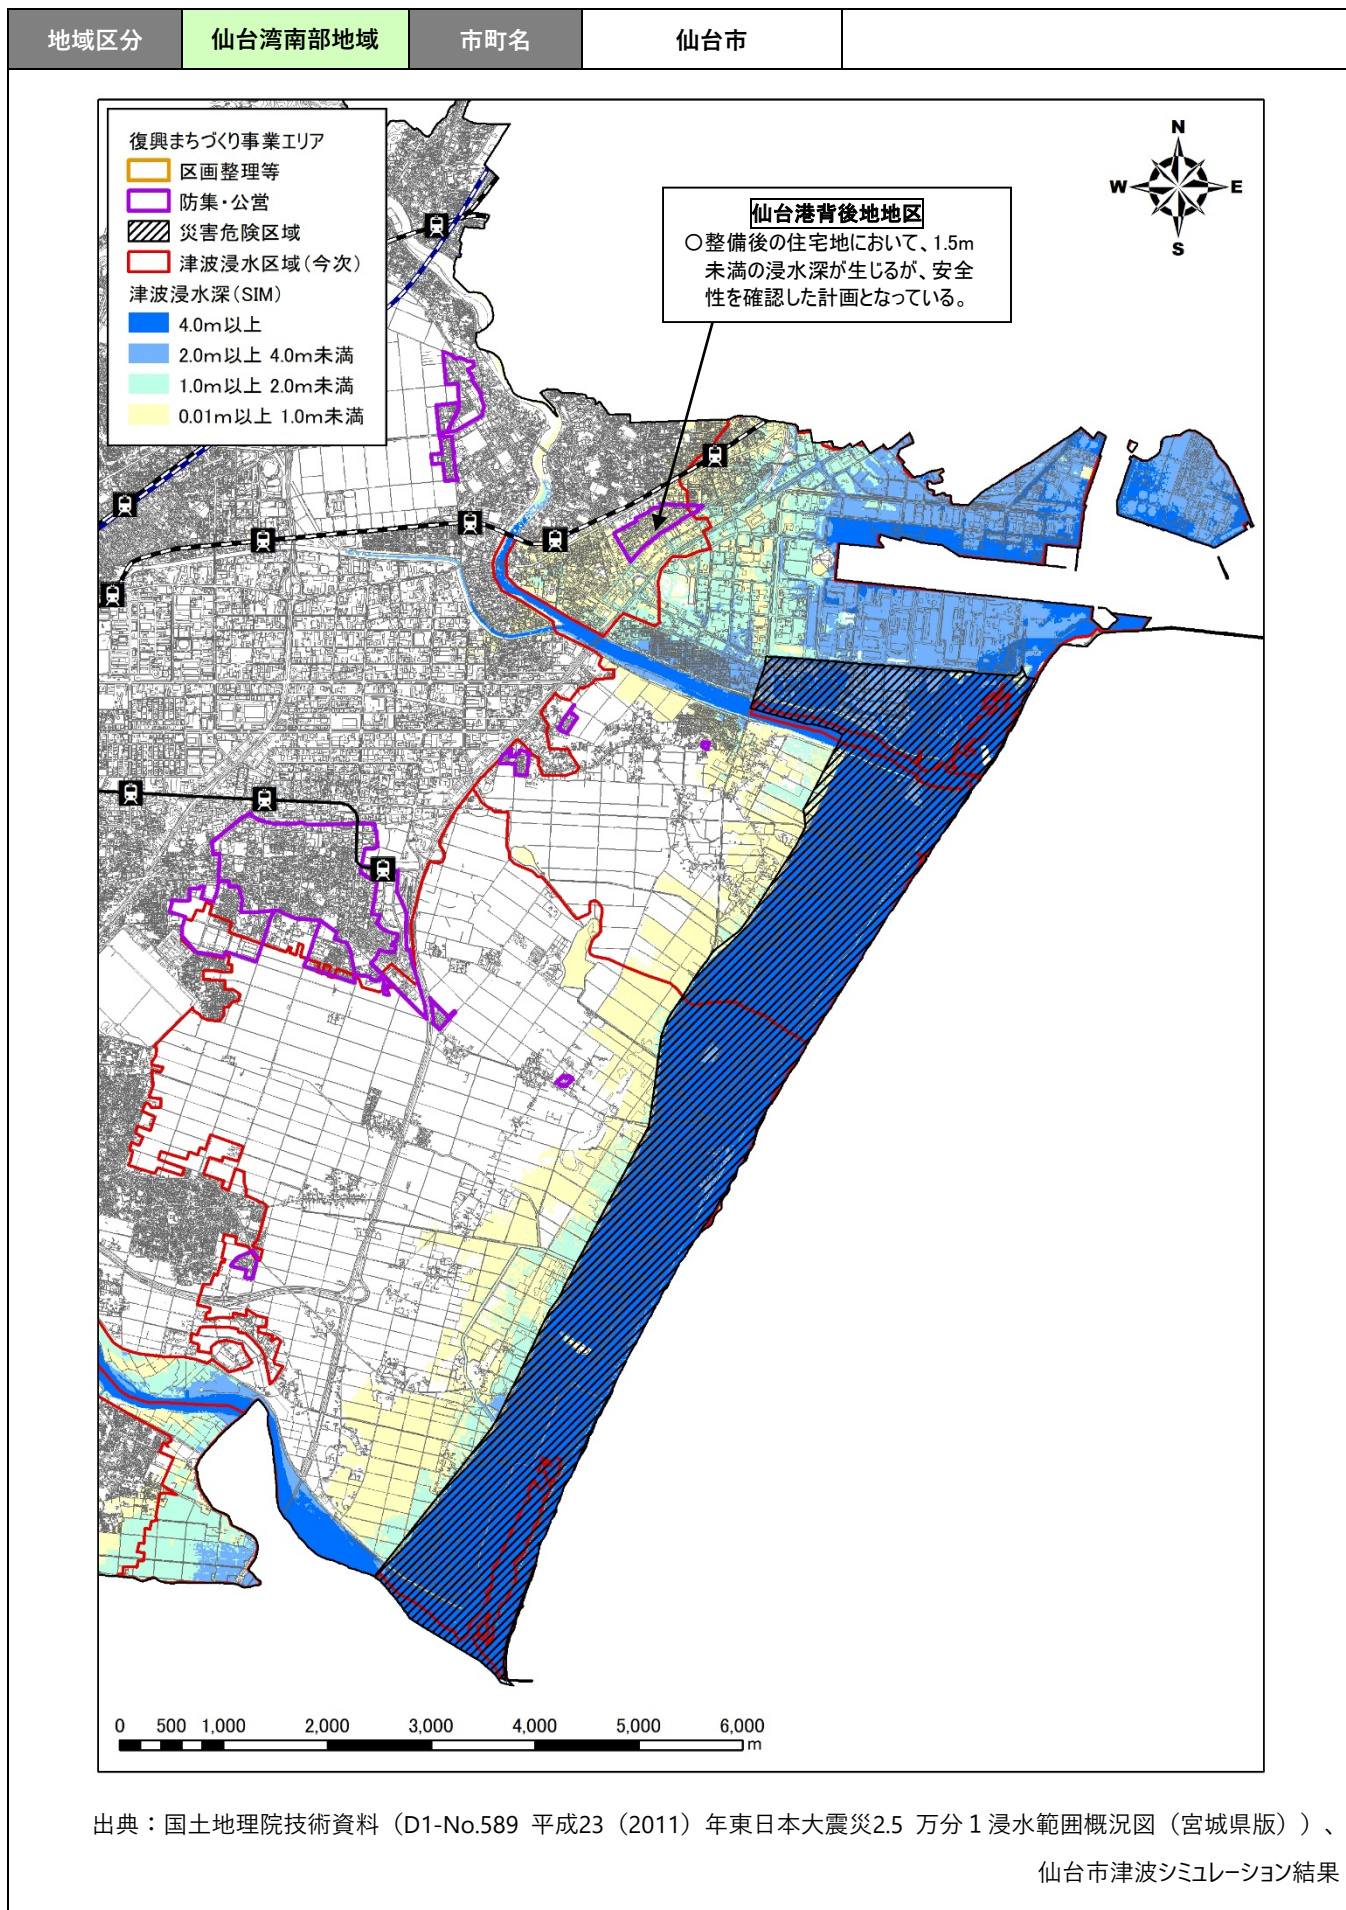 地域区分 仙台湾南部地域 市町名 仙台市
復興まちづくり事業エリア
区画整理等
防集・公営
災害危険区域
津波浸水区域(今次)
津波浸水深(SIM)
4.0m以上
2.0m以上 4.0m未満
1.0m以上 2.0m未満
0.01m以上 1.0m未満
N
W E
S
仙台港背後地地区
○整備後の住宅地において、1.5m
未満の浸水深が生じるが、安全
性を確認した計画となっている。
0 500 1,000 2,000 3,000 4,000 5,000 6,000
m
出典：国土地理院技術資料（D1-No.589 平成23（2011）年東日本大震災2.5 万分１浸水範囲概況図（宮城県版））、
仙台市津波シミュレーション結果